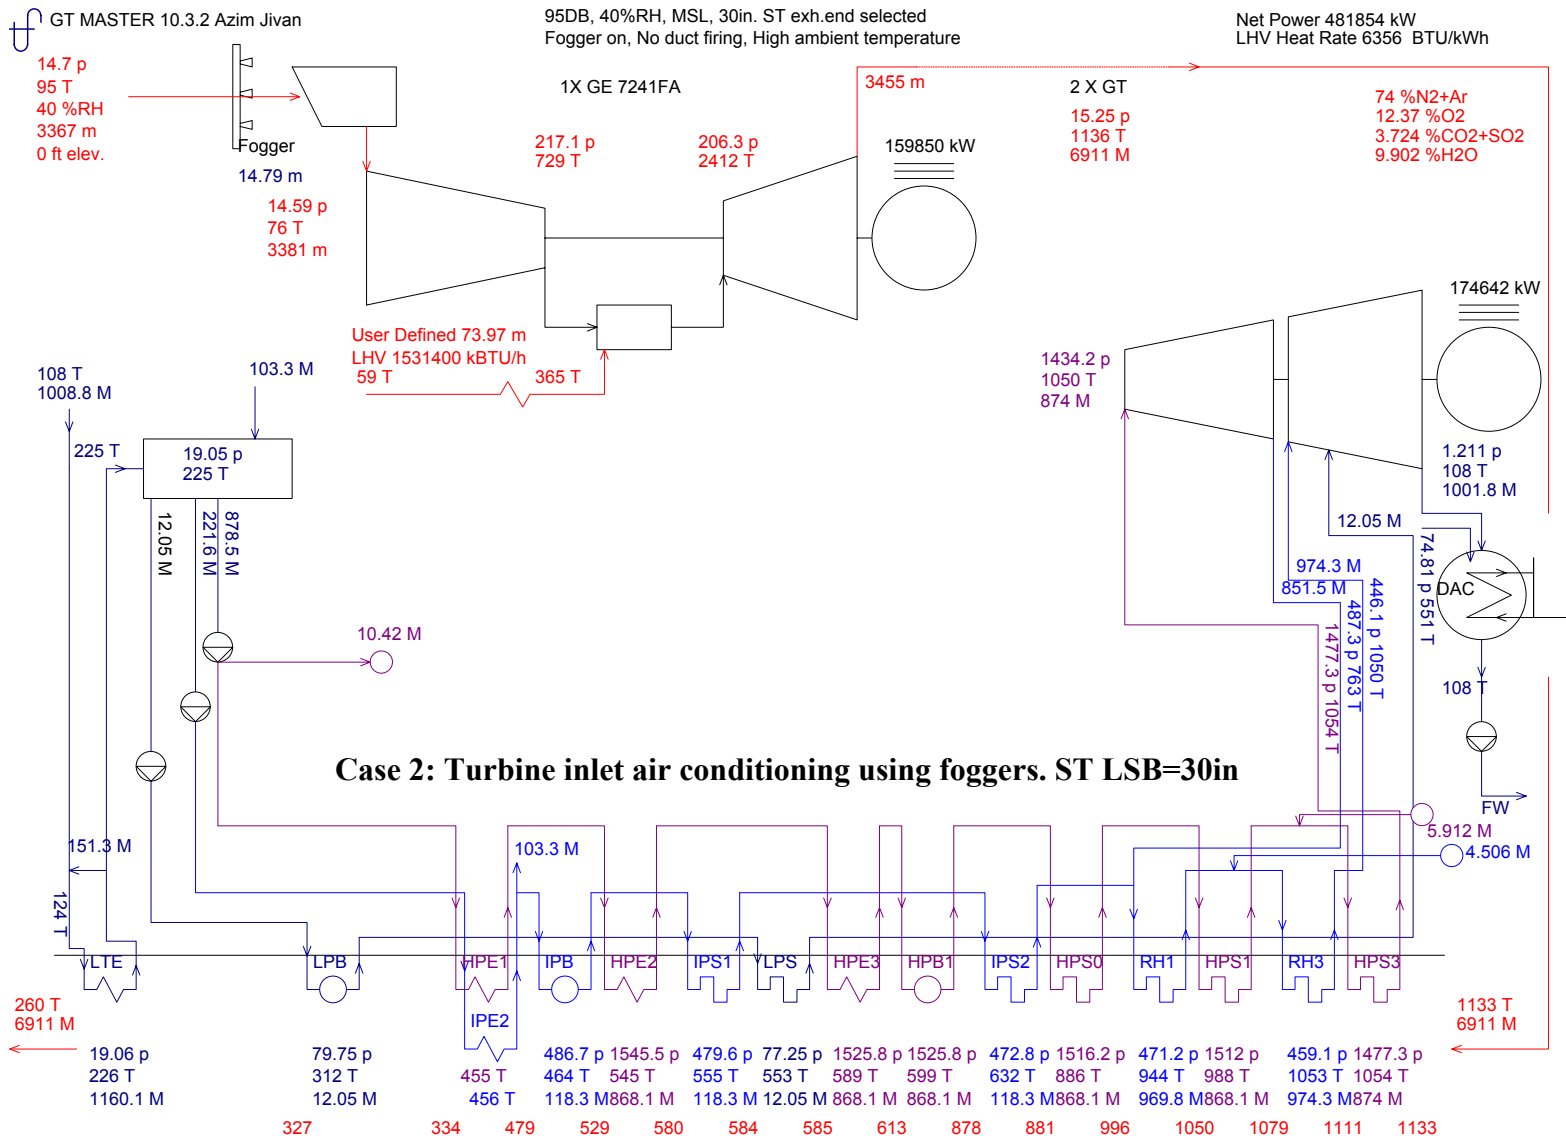 GT MASTER 10.3.2 Azim Jivan
95DB, 40%RH, MSL, 30in. ST exh.end selected
Fogger on, No duct firing, High ambient temperature
Net Power 481854 kW
LHV Heat Rate 6356 BTU/kWh
14.7 p
95 T
40 %RH
3367 m
0 ft elev.
Fogger
14.79 m
14.59 p
76 T
3381 m
1X GE 7241FA
217.1 p
729 T
206.3 p
2412 T
3455 m
159850 kW
2 X GT
15.25 p
1136 T
6911 M
74 %N2+Ar
12.37 %O2
3.724 %CO2+SO2
9.902 %H2O
User Defined 73.97 m
LHV 1531400 kBTU/h
59 T
365 T
174642 kW
1434.2 p
1050 T
874 M
108 T
1008.8 M
103.3 M
225 T
19.05 p
225 T
12.05 M
221.6 M
878.5 M
1.211 p
108 T
1001.8 M
12.05 M
974.3 M
851.5 M
74.81 p 551 T
446.1 p 1050 T
487.3 p 763 T
1477.3 p 1054 T
DAC
108 T
FW
10.42 M
Case 2: Turbine inlet air conditioning using foggers. ST LSB=30in
151.3 M
124 T
103.3 M
5.912 M
4.506 M
LTE
LPB
HPE1
IPB
HPE2
IPS1
LPS
HPE3
HPB1
IPS2
HPS0
RH1
HPS1
RH3
HPS3
IPE2
260 T
6911 M
1133 T
6911 M
19.06 p
226 T
1160.1 M
79.75 p
312 T
12.05 M
455 T
456 T
486.7 p
464 T
118.3 M
1545.5 p
545 T
868.1 M
479.6 p
555 T
118.3 M
77.25 p
553 T
12.05 M
1525.8 p
589 T
868.1 M
1525.8 p
599 T
868.1 M
472.8 p
632 T
118.3 M
1516.2 p
886 T
868.1 M
471.2 p
944 T
969.8 M
1512 p
988 T
868.1 M
459.1 p
1053 T
974.3 M
1477.3 p
1054 T
874 M
327 334 479 529 580 584 585 613 878 881 996 1050 1079 1111 1133